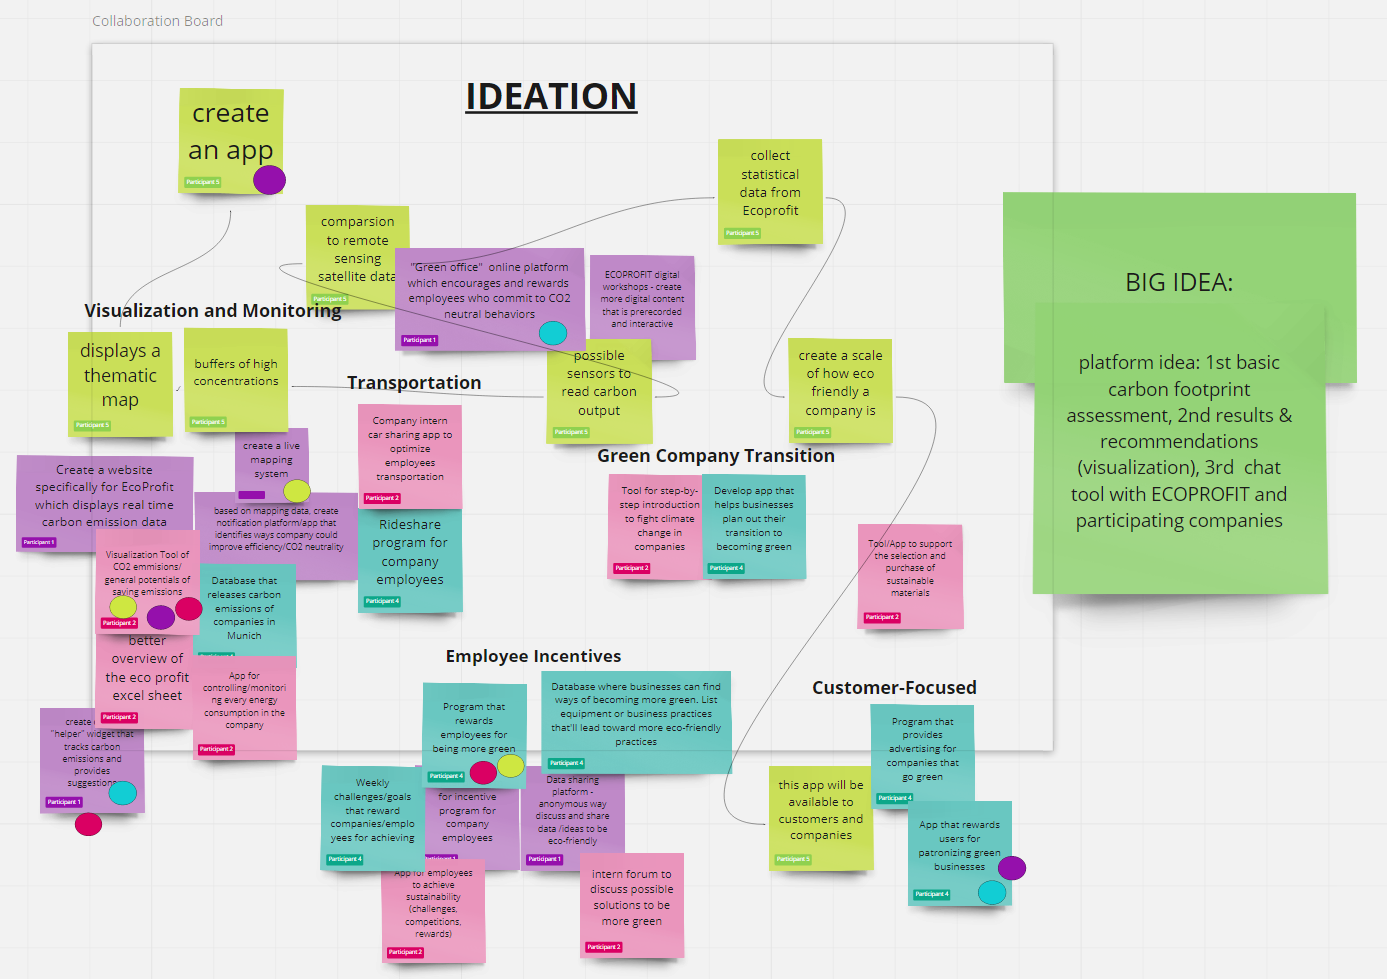 Collaboration Board
IDEATION
create
an app
Participant 5
collect
statistical
data from
Ecoprofit
Participant 5
comparsion
to remote
sensing
satellite data
Participant 5
"Green office" online platform
which encourages and rewards
employees who commit to CO2
neutral behaviors
Participant 1
ECOPROFIT digital
workshops - create
more digital content
that is prerecorded
and interactive
BIG IDEA:
platform idea: 1st basic
carbon footprint
assessment, 2nd results &
recommendations
(visualization), 3rd chat
tool with ECOPROFIT and
participating companies
Visualization and Monitoring
displays a
thematic
map
Participant 5
buffers of high
concentrations
Participant 5
Transportation
possible
sensors to
read carbon
output
Participant 5
create a scale
of how eco
friendly a
company is
Participant 5
Company intern
car sharing app to
optimize
employees
transportation
Participant 2
create a live
mapping
system
Create a website
specifically for EcoProfit
which displays real time
carbon emission data
Participant 1
based on mapping data, create
notification platform/app that
identifies ways company could
improve efficiency/CO2 neutrality
Rideshare
program for
company
employees
Participant 4
Green Company Transition
Tool for step-by-
step introduction
to fight climate
change in
companies
Participant 2
Develop app that
helps businesses
plan out their
transition to
becoming green
Participant 4
Tool/App to support
the selection and
purchase of
sustainable
materials
Participant 2
Visualization Tool of
CO2 emmisions/
general potentials of
saving emissions
Participant 2
Database that
releases carbon
emissions of
companies in
Munich
better
overview of
the eco profit
excel sheet
Participant 2
App for
controlling/monitori
ng every energy
consumption in the
company
Participant 2
create
"helper" widget that
tracks carbon
emissions and
provides
suggestions
Participant 1
Employee Incentives
Program that
rewards
employees for
being more green
Participant 4
Database where businesses can find
ways of becoming more green. List
equipment or business practices
that'll lead toward more eco-friendly
practices
Participant 4
Weekly
challenges/goals
that reward
companies/emplo
yees for achieving
Participant 4
for incentive
program for
company
employees
Data sharing
platform -
anonymous way
discuss and share
data /ideas to be
eco-friendly
Participant 1
App for employees
to achieve
sustainability
(challenges,
competitions,
rewards)
Participant 2
intern forum to
discuss possible
solutions to be
more green
Participant 2
Customer-Focused
Program that
provides
advertising for
companies that
go green
Participant 4
this app will be
available to
customers and
companies
Participant 5
App that rewards
users for
patronizing green
businesses
Participant 4